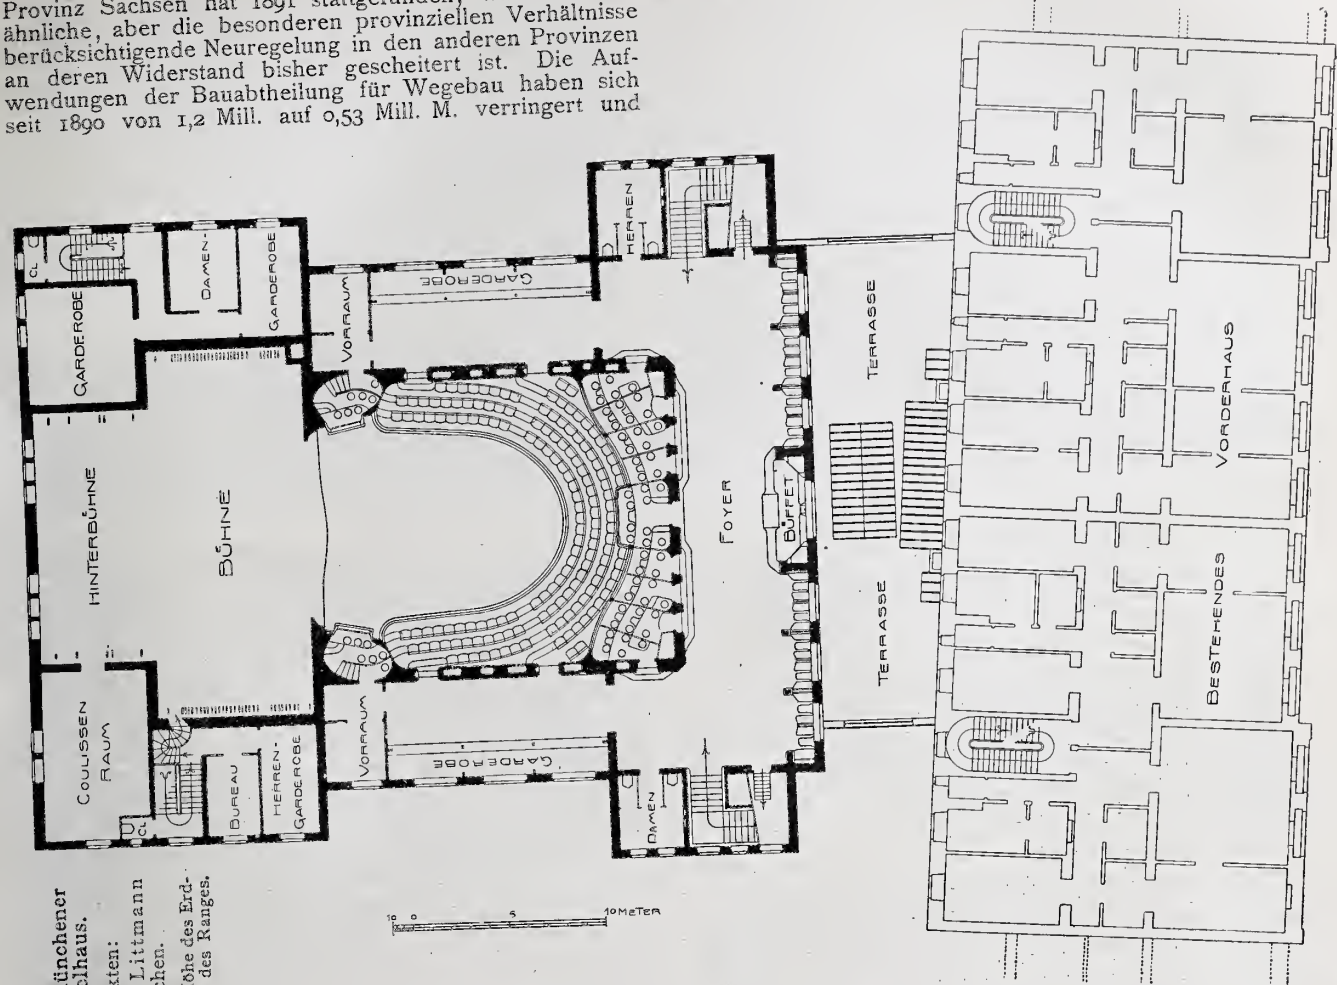 Provinz Sachsen hat 1891
ähnliche, aber die besonderen provinziellen Verhältnisse
berücksichtigende Neuregelung in den anderen Provinzen
an deren Widerstand bisher gescheitert ist. Die Auf-
wendungen der Bauabtheilung für Wegebau haben sich
seit 1890 von 1,2 Mill. auf 0,53 Mill. M. verringert und
CL
GARDEROBE
DAMEN-
GARDEROBE
VORRAUM
GARDEROBE
HERREN
TERRASSE
VORDERHAUS
HINTERBÜHNE
BÜHNE
FOYER
BÜFFET
TERRASSE
BESTEHENDES
COULISSEN
RAUM
CL
BUREAU
HERREN-
GARDEROBE
VORRAUM
GARDEROBE
DAMEN
10 0 5 10 METER
ünchener
elhaus.
kten:
Littmann
chen.
öhe des Erd-
des Ranges.